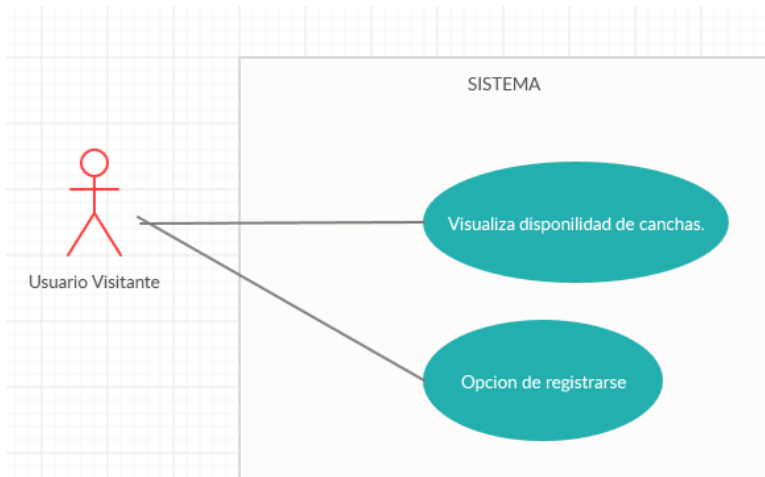 SISTEMA
Visualiza disponilidad de canchas.
Usuario Visitante
Opcion de registrarse